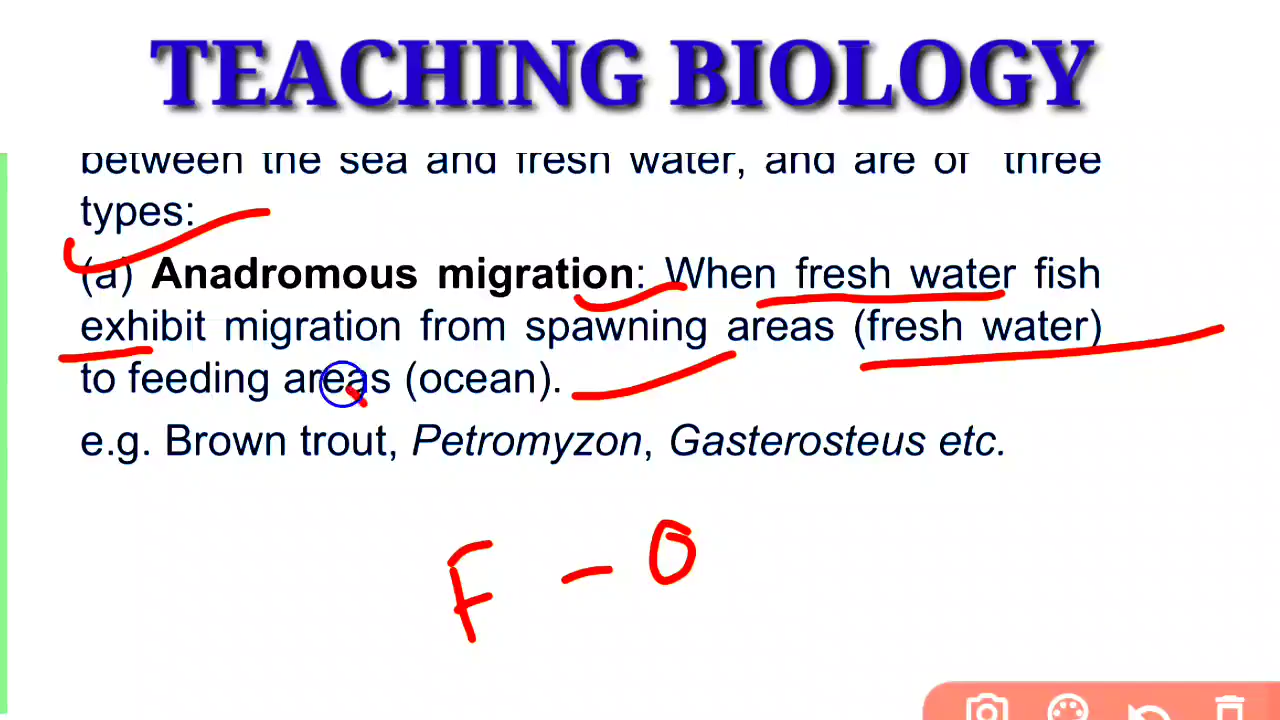 TEACHING BIOLOGY
between the sea and fresh water, and are of three
types:
(a) Anadromous migration: When fresh water fish
exhibit migration from spawning areas (fresh water)
to feeding areas (ocean).
e.g. Brown trout, Petromyzon, Gasterosteus etc.
F - O